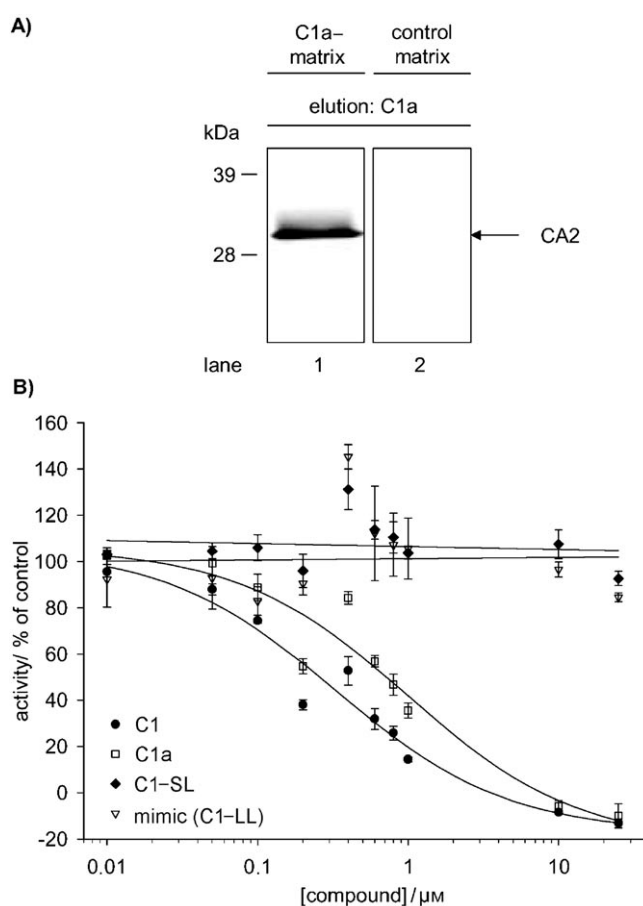 A)
C1a– control
matrix matrix
elution: C1a
kDa
39
CA2
28
lane 1 2
B)
160
140
120
100
80
60
40
20
0
-20
activity/ % of control
C1
C1a
C1–SL
mimic (C1–LL)
0.01 0.1 1 10
[compound]/µM